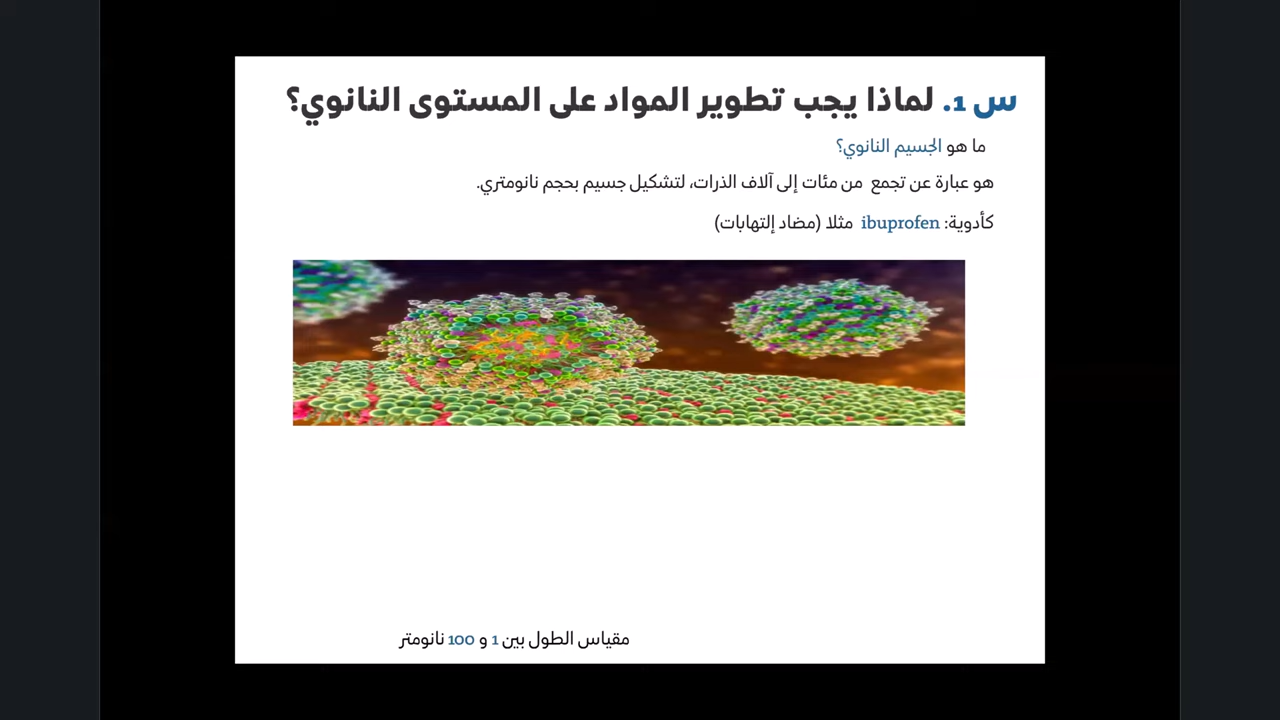 س 1. لماذا يجب تطوير المواد على المستوى النانوي؟
ما هو الجسيم النانوي؟
هو عبارة عن تجمع من مئات إلى آلاف الذرات، لتشكيل جسيم بحجم نانومتري.
كأدوية: ibuprofen مثلا (مضاد إلتهابات)
مقياس الطول بين 1 و 100 نانومتر